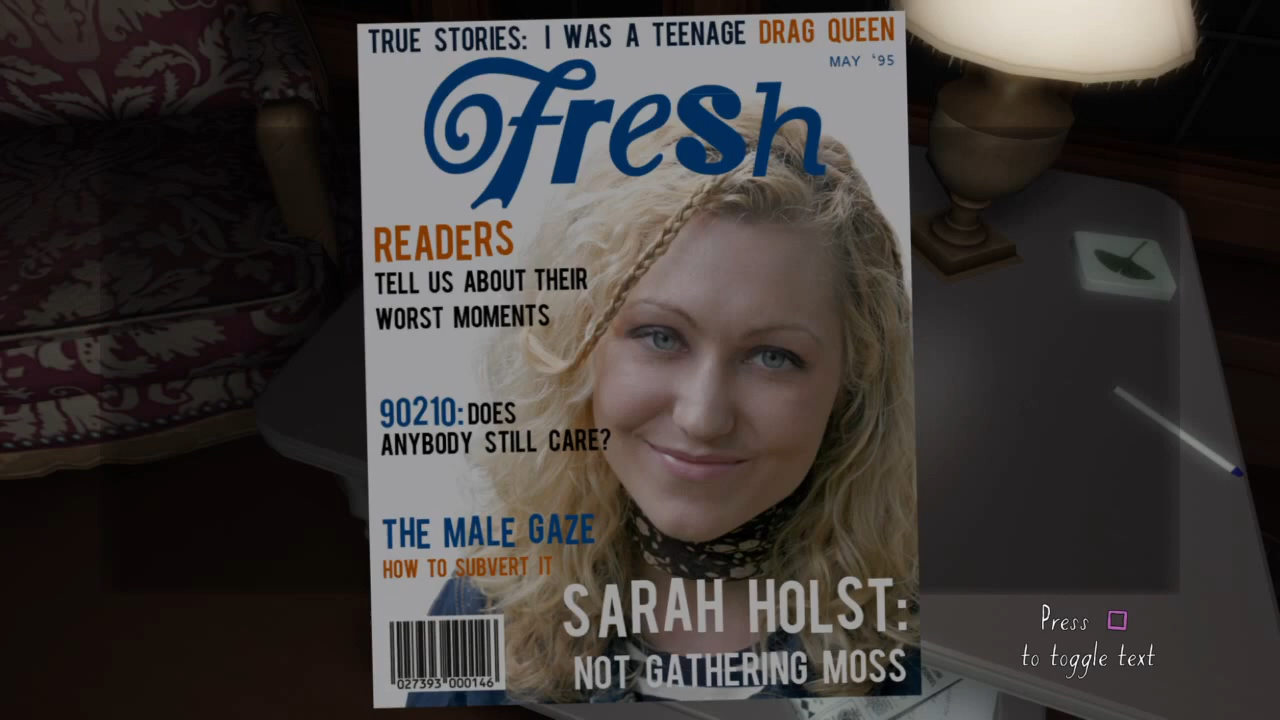 TRUE STORIES: I WAS A TEENAGE DRAG QUEEN
MAY '95
Fresh
READERS
TELL US ABOUT THEIR
WORST MOMENTS
90210: DOES
ANYBODY STILL CARE?
THE MALE GAZE
HOW TO SUBVERT IT
SARAH HOLST:
NOT GATHERING MOSS
027393 000146
Press
to toggle text